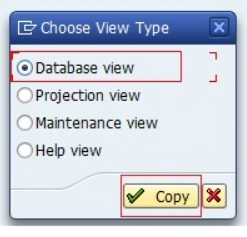 Choose View Type
Database view
Projection view
Maintenance view
Help view
Copy